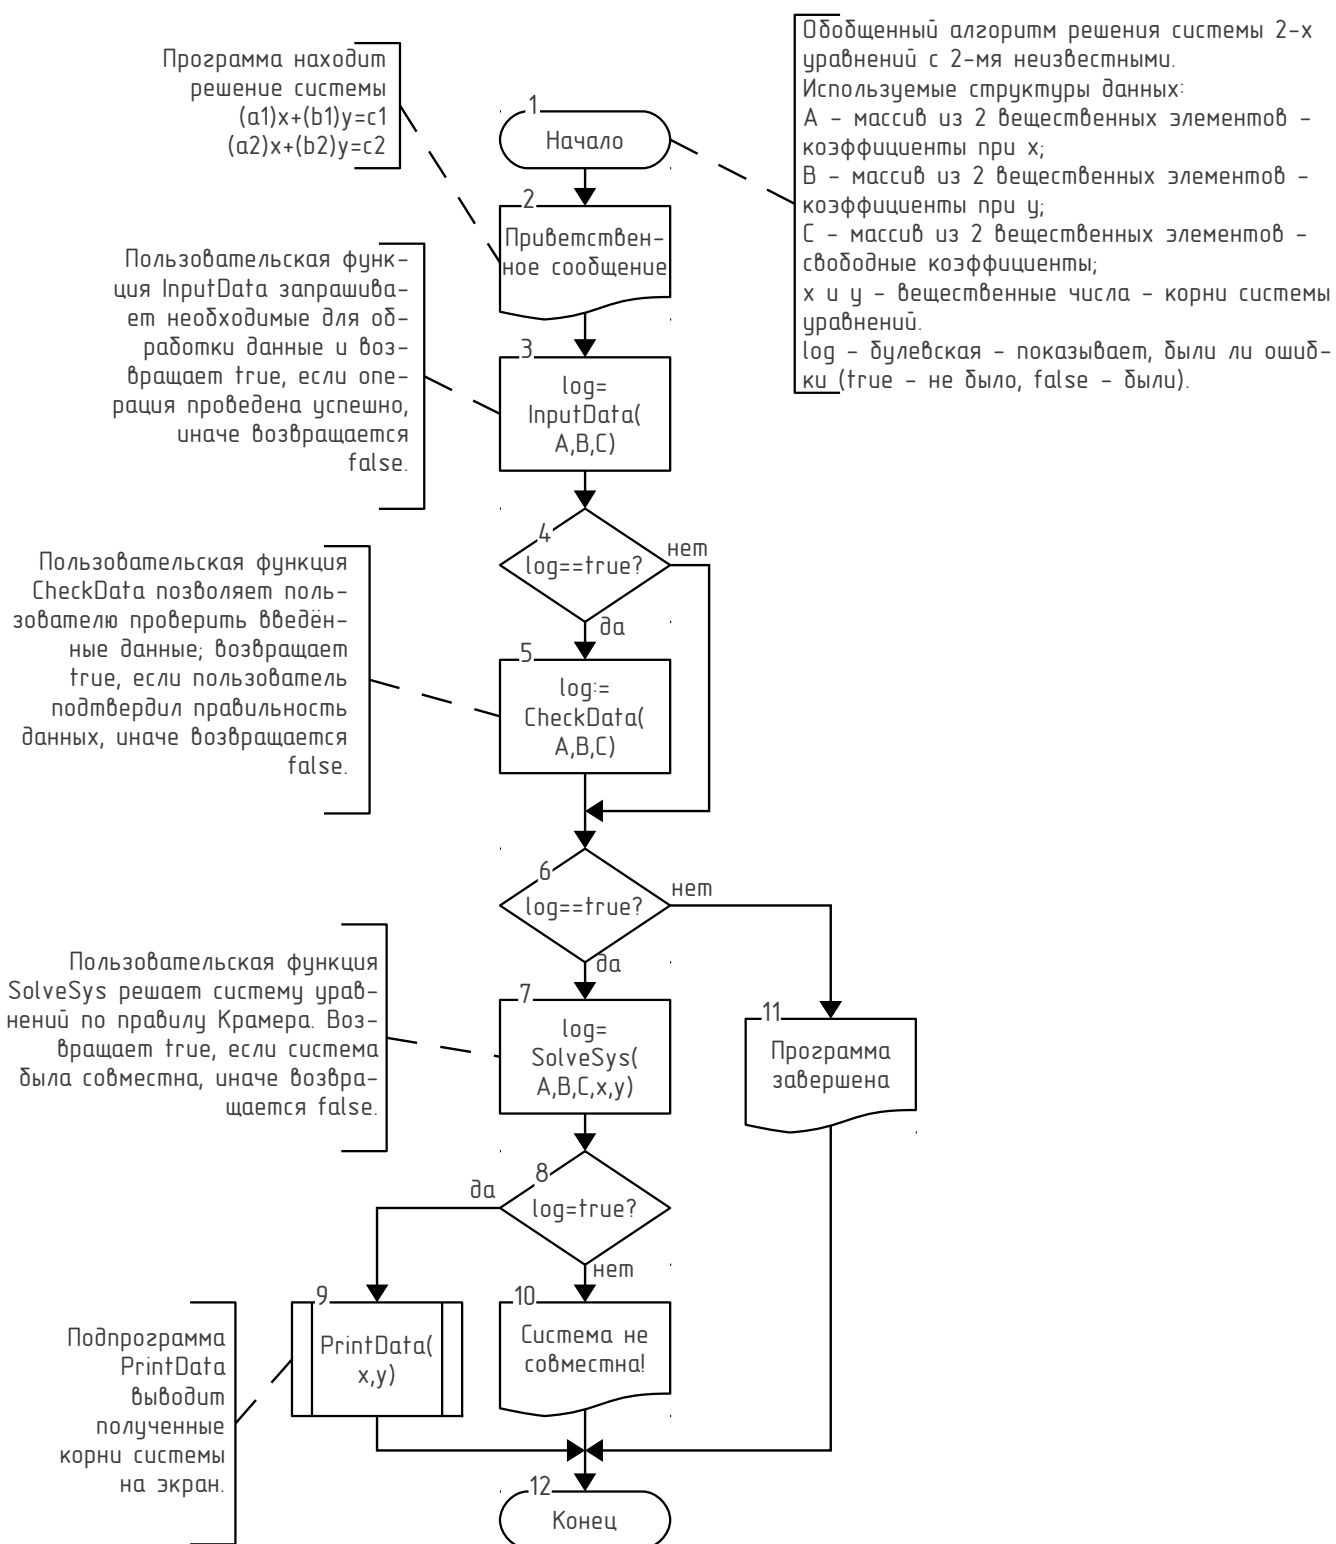 Программа находит
решение системы
(a1)x+(b1)y=c1
(a2)x+(b2)y=c2
Обобщенный алгоритм решения системы 2-х
уравнений с 2-мя неизвестными.
Используемые структуры данных:
A - массив из 2 вещественных элементов -
коэффициенты при x;
B - массив из 2 вещественных элементов -
коэффициенты при y;
C - массив из 2 вещественных элементов -
свободные коэффициенты;
x и y - вещественные числа - корни системы
уравнений.
log - булевская - показывает, были ли ошиб-
ки (true - не было, false - были).
1
Начало
2
Приветствен-
ное сообщение
Пользовательская функ-
ция InputData запрашива-
ет необходимые для об-
работки данные и воз-
вращает true, если опе-
рация проведена успешно,
иначе возвращается
false.
3
log=
InputData(
A,B,C)
4
log==true?
нет
да
Пользовательская функция
CheckData позволяет поль-
зователю проверить введён-
ные данные; возвращает
true, если пользователь
подтвердил правильность
данных, иначе возвращается
false.
5
log:=
CheckData(
A,B,C)
6
log==true?
нет
да
Пользовательская функция
SolveSys решает систему урав-
нений по правилу Крамера. Воз-
вращает true, если система
была совместна, иначе возвра-
щается false.
7
log=
SolveSys(
A,B,C,x,y)
11
Программа
завершена
8
log=true?
да
нет
Подпрограмма
PrintData
выводит
полученные
корни системы
на экран.
9
PrintData(
x,y)
10
Система не
совместна!
12
Конец